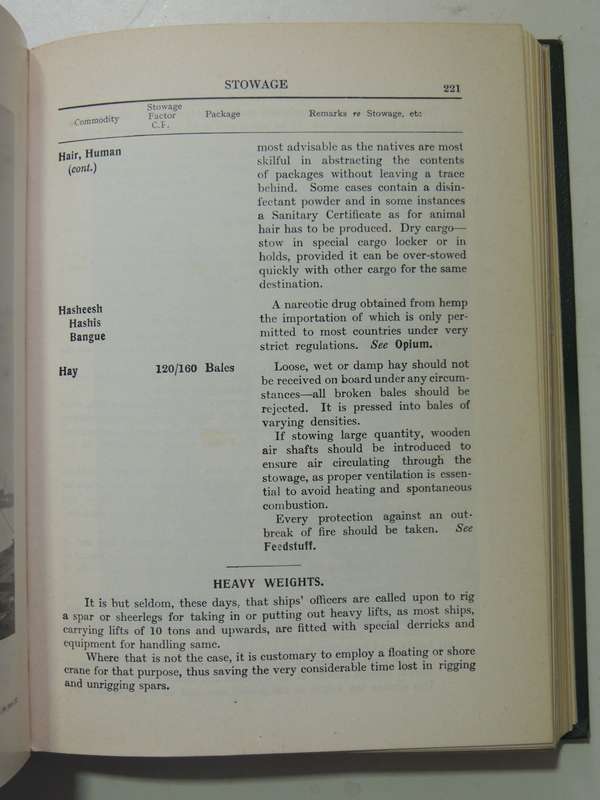 STOWAGE 221
Commodity Stowage Factor C.F. Package Remarks re Stowage, etc
Hair, Human
(cont.)
most advisable as the natives are most
skilful in abstracting the contents
of packages without leaving a trace
behind. Some cases contain a disin-
fectant powder and in some instances
a Sanitary Certificate as for animal
hair has to be produced. Dry cargo—
stow in special cargo locker or in
holds, provided it can be over-stowed
quickly with other cargo for the same
destination.
Hasheesh
Hashis
Bangue
A narcotic drug obtained from hemp
the importation of which is only per-
mitted to most countries under very
strict regulations. See Opium.
Hay 120/160 Bales
Loose, wet or damp hay should not
be received on board under any circum-
stances—all broken bales should be
rejected. It is pressed into bales of
varying densities.
If stowing large quantity, wooden
air shafts should be introduced to
ensure air circulating through the
stowage, as proper ventilation is essen-
tial to avoid heating and spontaneous
combustion.
Every protection against an out-
break of fire should be taken. See
Feedstuff.
HEAVY WEIGHTS.
It is but seldom, these days, that ships' officers are called upon to rig
a spar or sheerlegs for taking in or putting out heavy lifts, as most ships,
carrying lifts of 10 tons and upwards, are fitted with special derricks and
equipment for handling same.
Where that is not the case, it is customary to employ a floating or shore
crane for that purpose, thus saving the very considerable time lost in rigging
and unrigging spars.